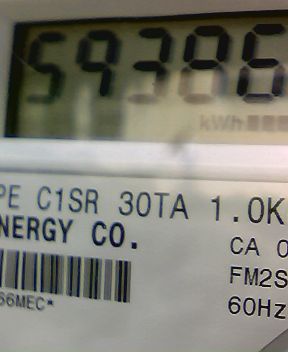 59386
kWh
PE C1SR 30TA 1.0K
NERGY CO.
CA 0
FM2S
66MEC*
60Hz